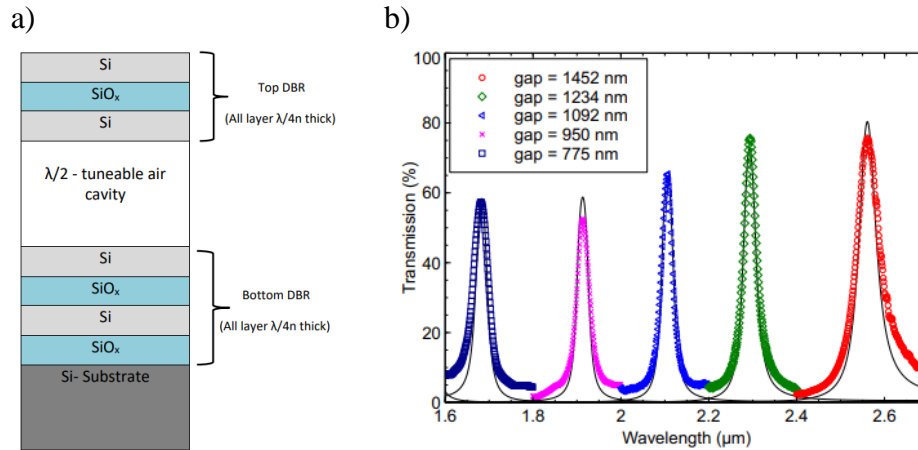 a)
Si
SiOₓ
Si
Top DBR
(All layer λ/4n thick)
λ/2 - tuneable air
cavity
Si
SiOₓ
Si
SiOₓ
Bottom DBR
(All layer λ/4n thick)
Si- Substrate
b)
100
80
60
40
20
0
Transmission (%)
gap = 1452 nm
gap = 1234 nm
gap = 1092 nm
gap = 950 nm
gap = 775 nm
1.6
1.8
2
2.2
2.4
2.6
Wavelength (μm)